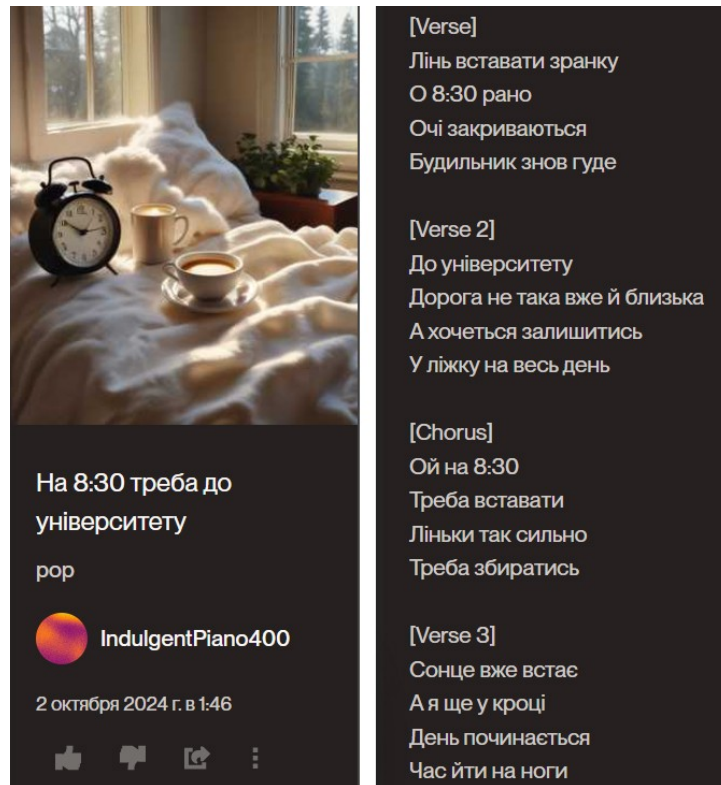 На 8:30 треба до
університету
pop
IndulgentPiano400
2 октября 2024 г. в 1:46
[Verse]
Лінь вставати зранку
О 8:30 рано
Очі закриваються
Будильник знов гуде
[Verse 2]
До університету
Дорога не така вже й близька
А хочеться залишитись
У ліжку на весь день
[Chorus]
Ой на 8:30
Треба вставати
Ліньки так сильно
Треба збиратись
[Verse 3]
Сонце вже встає
А я ще у кроці
День починається
Час йти на ноги